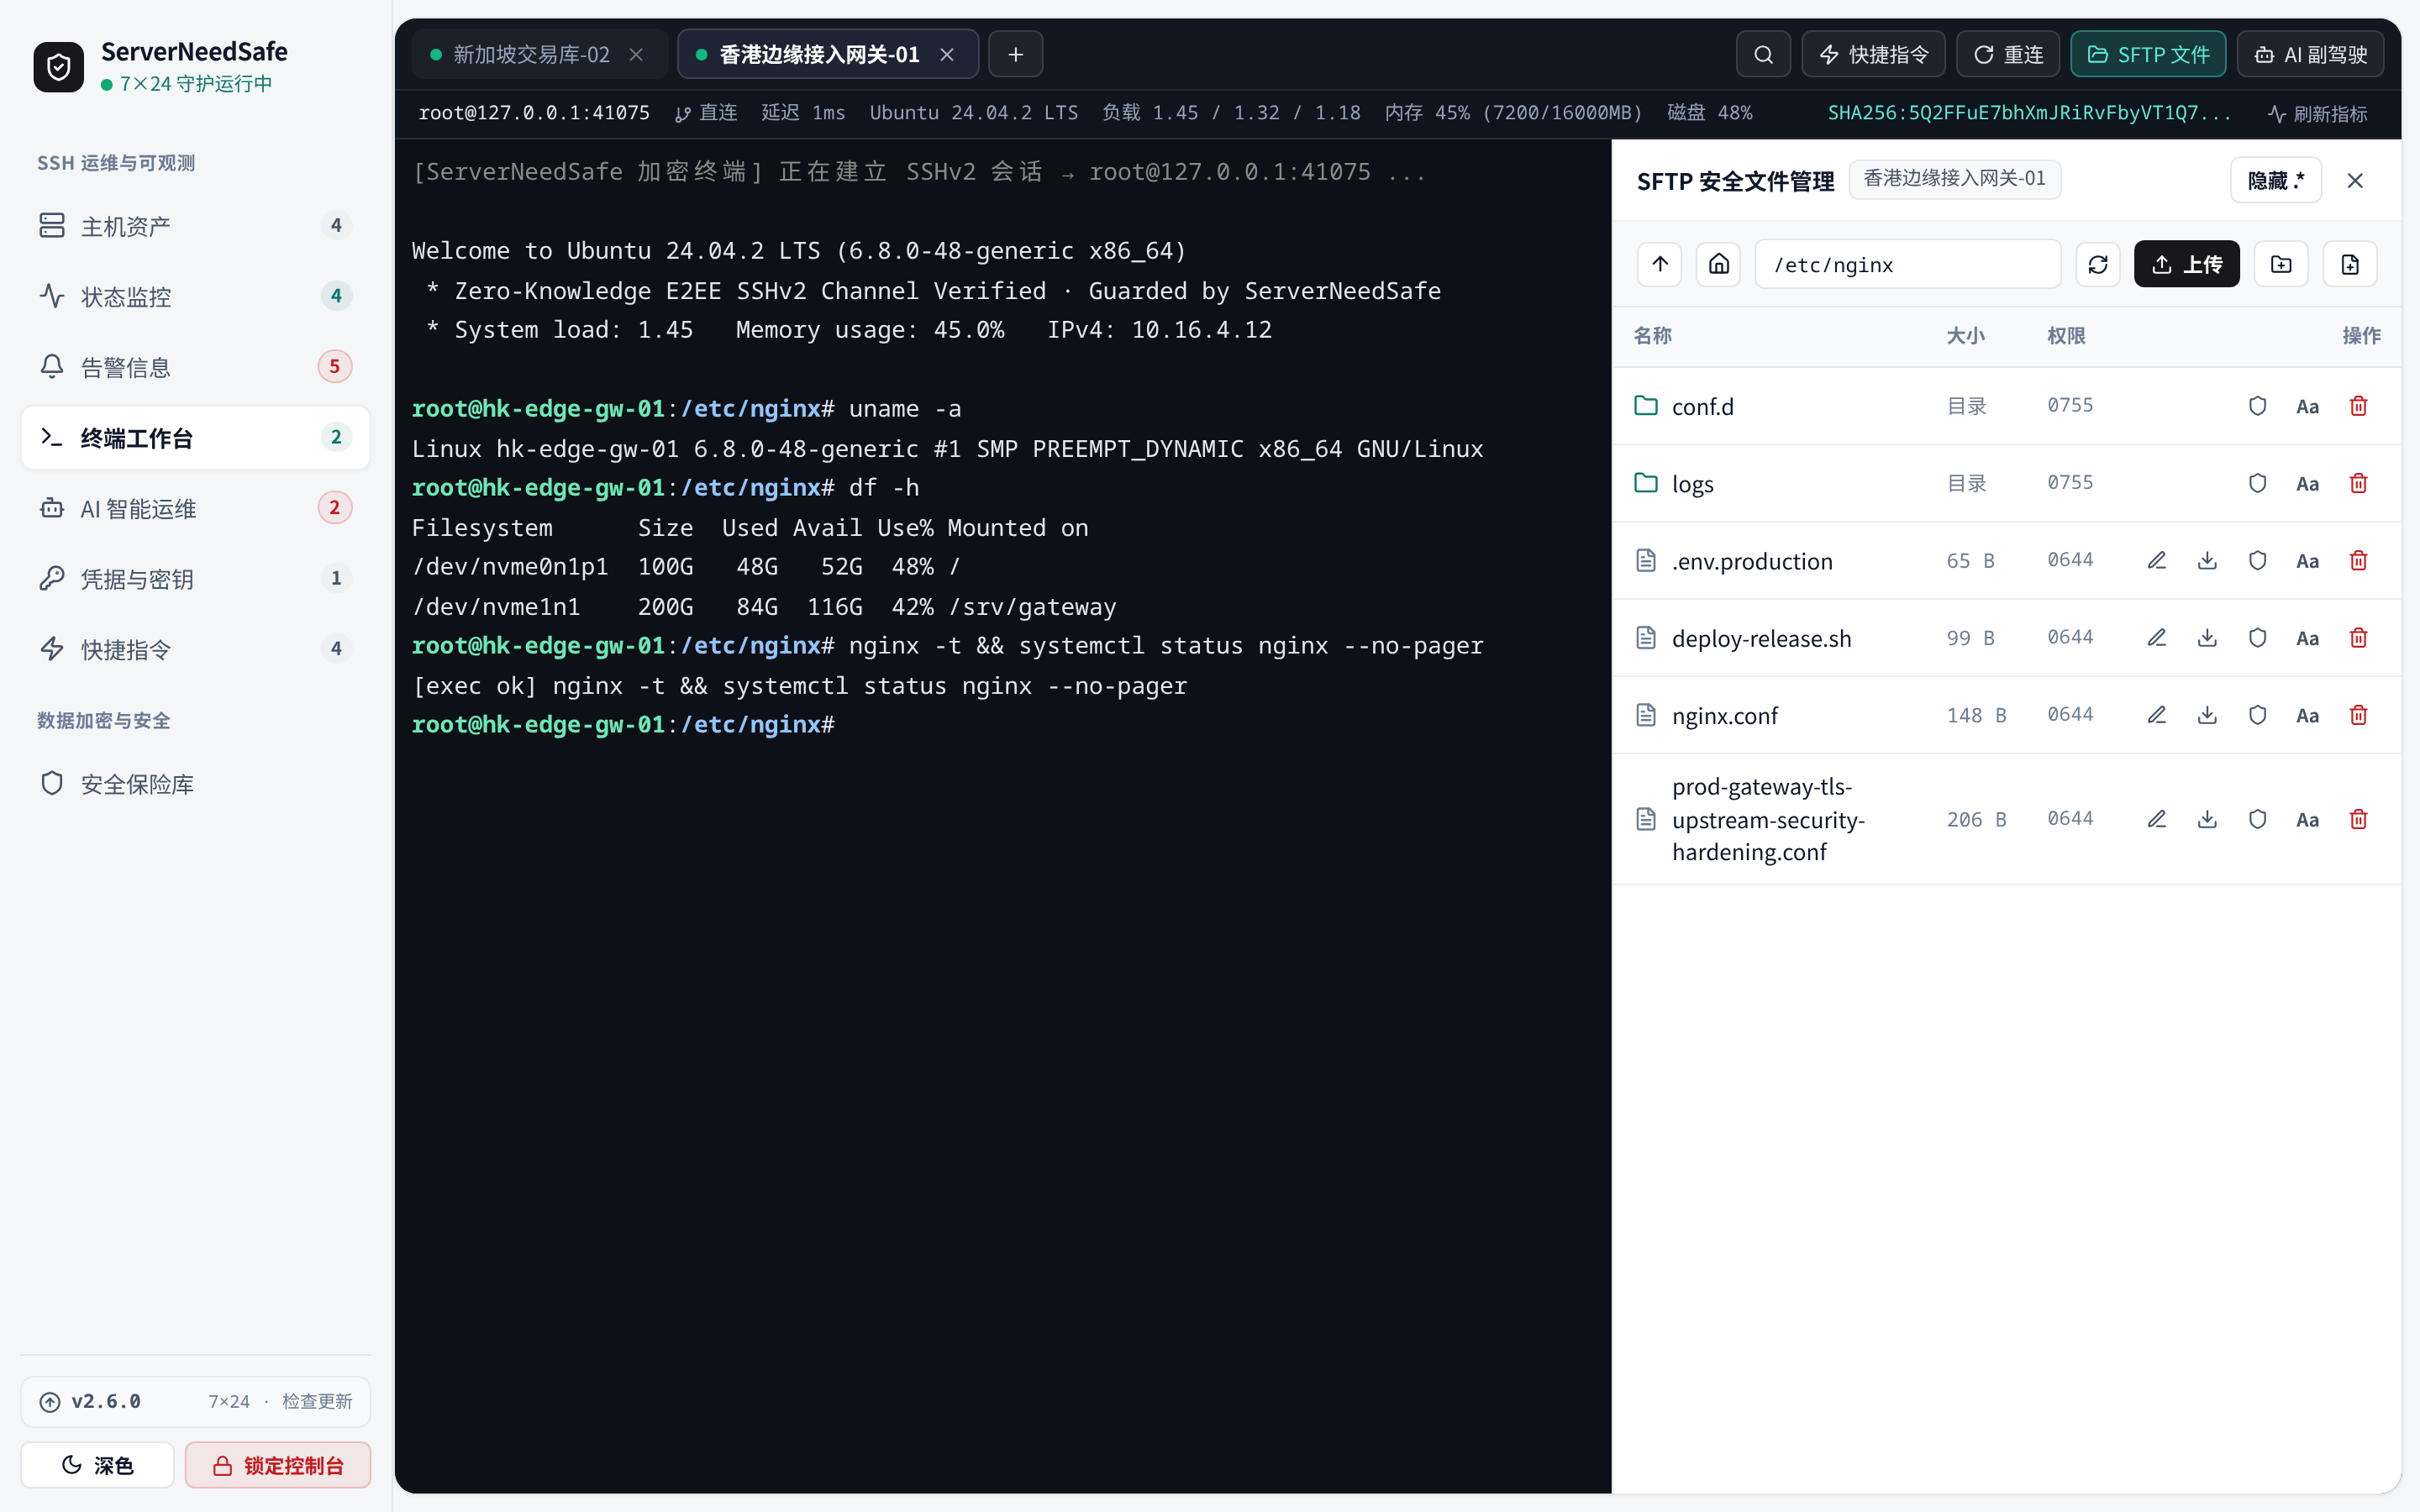 ServerNeedSafe
7×24 守护运行中
SSH 运维与可观测
主机资产 4
状态监控 4
告警信息 5
终端工作台 2
AI 智能运维 2
凭据与密钥 1
快捷指令 4
数据加密与安全
安全保险库
v2.6.0 7×24 · 检查更新
深色 锁定控制台
新加坡交易库-02 香港边缘接入网关-01
快捷指令 重连 SFTP 文件 AI 副驾驶
root@127.0.0.1:41075 直连 延迟 1ms Ubuntu 24.04.2 LTS 负载 1.45 / 1.32 / 1.18 内存 45% (7200/16000MB) 磁盘 48% SHA256:5Q2FFuE7bhXmJRiRvFbyVT1Q7... 刷新指标
[ServerNeedSafe 加密终端] 正在建立 SSHv2 会话 → root@127.0.0.1:41075 ...
Welcome to Ubuntu 24.04.2 LTS (6.8.0-48-generic x86_64)
* Zero-Knowledge E2EE SSHv2 Channel Verified · Guarded by ServerNeedSafe
* System load: 1.45 Memory usage: 45.0% IPv4: 10.16.4.12
root@hk-edge-gw-01:/etc/nginx# uname -a
Linux hk-edge-gw-01 6.8.0-48-generic #1 SMP PREEMPT_DYNAMIC x86_64 GNU/Linux
root@hk-edge-gw-01:/etc/nginx# df -h
Filesystem Size Used Avail Use% Mounted on
/dev/nvme0n1p1 100G 48G 52G 48% /
/dev/nvme1n1 200G 84G 116G 42% /srv/gateway
root@hk-edge-gw-01:/etc/nginx# nginx -t && systemctl status nginx --no-pager
[exec ok] nginx -t && systemctl status nginx --no-pager
root@hk-edge-gw-01:/etc/nginx#
SFTP 安全文件管理 香港边缘接入网关-01 隐藏 .*
/etc/nginx 上传
名称 大小 权限 操作
conf.d 目录 0755 Aa
logs 目录 0755 Aa
.env.production 65 B 0644 Aa
deploy-release.sh 99 B 0644 Aa
nginx.conf 148 B 0644 Aa
prod-gateway-tls-
upstream-security-
hardening.conf
206 B 0644 Aa